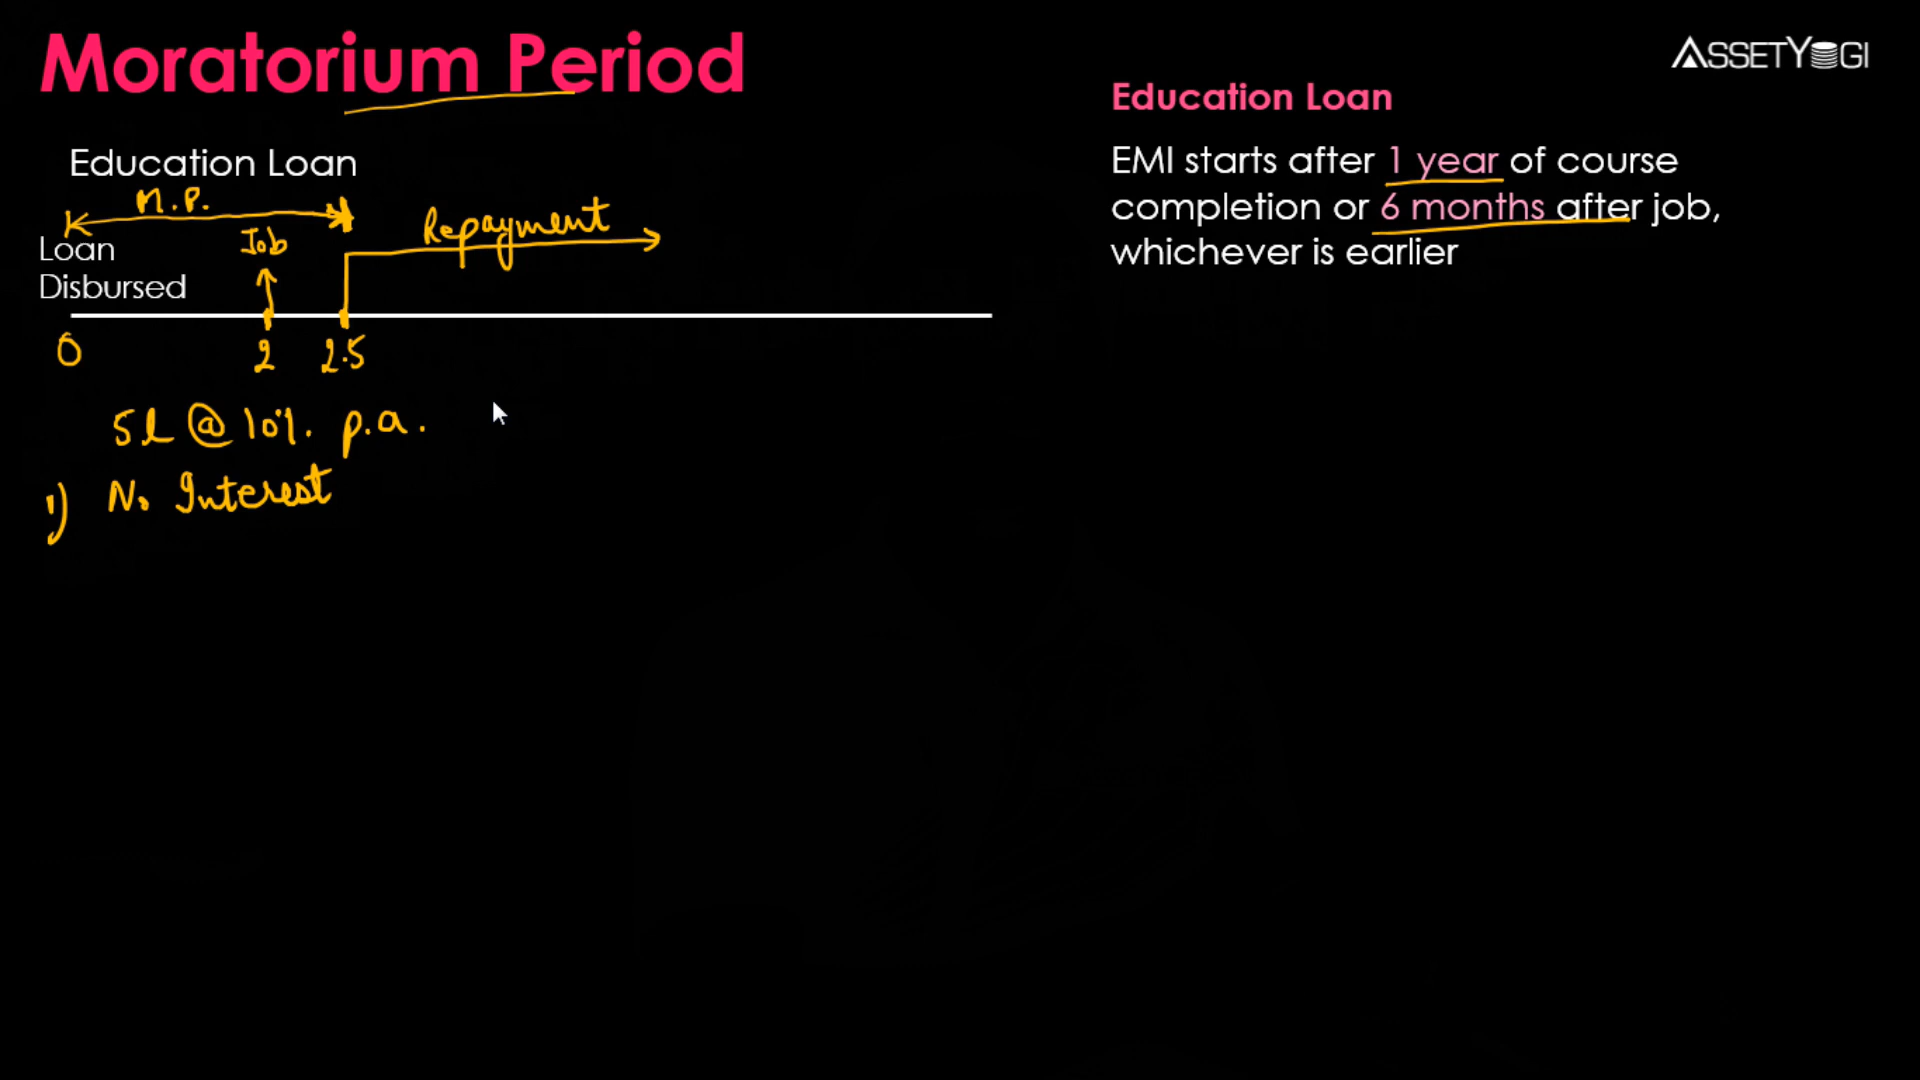 Moratorium Period
ASSETYOGI
Education Loan
M.P.
Loan
Disbursed
Job
Repayment
0 2 2.5
5l @ 10%. p.a.
1) No Interest
Education Loan
EMI starts after 1 year of course
completion or 6 months after job,
whichever is earlier